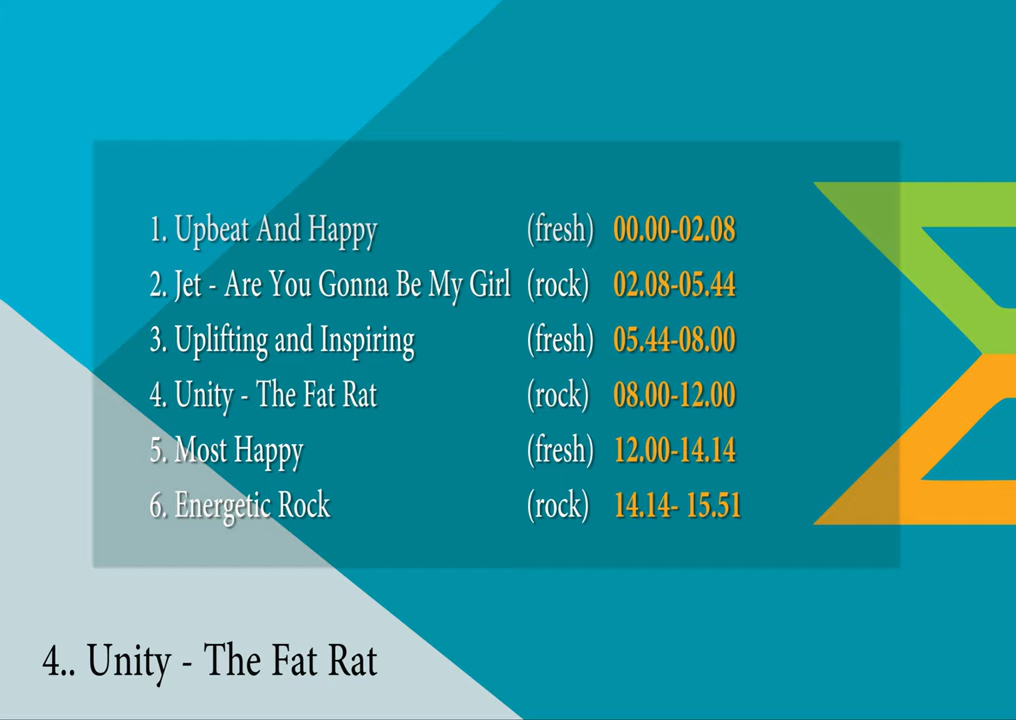 1. Upbeat And Happy (fresh) 00.00-02.08
2. Jet - Are You Gonna Be My Girl (rock) 02.08-05.44
3. Uplifting and Inspiring (fresh) 05.44-08.00
4. Unity - The Fat Rat (rock) 08.00-12.00
5. Most Happy (fresh) 12.00-14.14
6. Energetic Rock (rock) 14.14- 15.51
4.. Unity - The Fat Rat